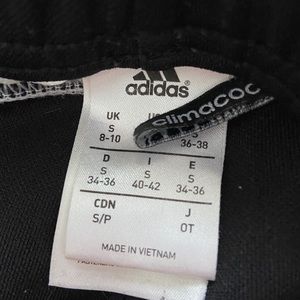 adidas
climacoo
UK
S
8-10
36-38
D I E
S S S
34-36 40-42 34-36
CDN J
S/P OT
MADE IN VIETNAM